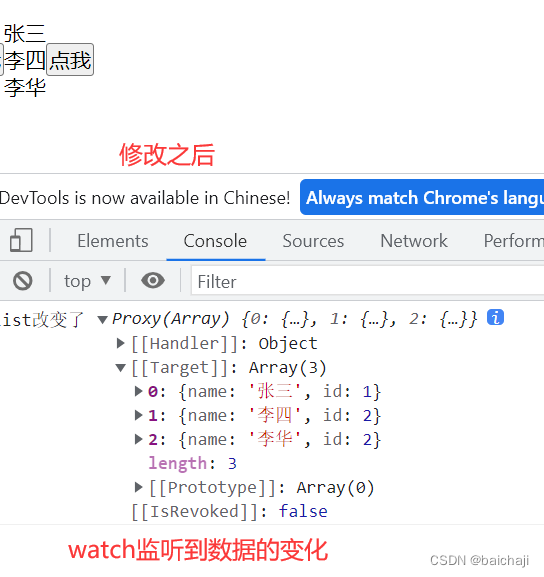 张三
李四 点我
李华
修改之后
DevTools is now available in Chinese! Always match Chrome's langu
Elements Console Sources Network Perform
top Filter
ist改变了 Proxy(Array) {0: {…}, 1: {…}, 2: {…}} i
[[Handler]]: Object
[[Target]]: Array(3)
0: {name: '张三', id: 1}
1: {name: '李四', id: 2}
2: {name: '李华', id: 2}
length: 3
[[Prototype]]: Array(0)
[[IsRevoked]]: false
watch监听到数据的变化
CSDN @baichaji